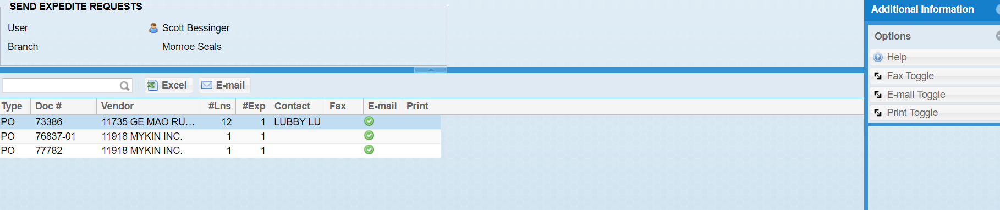 SEND EXPEDITE REQUESTS
User Scott Bessinger
Branch Monroe Seals
Excel E-mail
Type Doc # Vendor #Lns #Exp Contact Fax E-mail Print
PO 73386 11735 GE MAO RU... 12 1 LUBBY LU
PO 76837-01 11918 MYKIN INC. 1 1
PO 77782 11918 MYKIN INC. 1 1
Additional Information
Options
Help
Fax Toggle
E-mail Toggle
Print Toggle